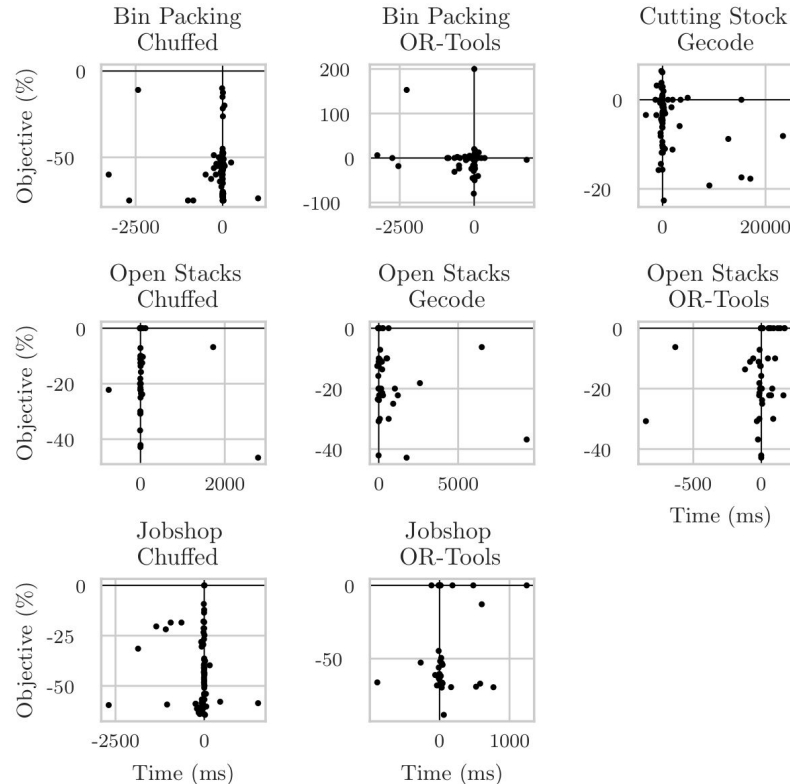 Bin Packing
Chuffed
Bin Packing
OR-Tools
Cutting Stock
Gecode
Objective (%)
0
-50
-2500
0
200
100
0
-100
-2500
0
0
-20
0
20000
Open Stacks
Chuffed
Open Stacks
Gecode
Open Stacks
OR-Tools
Objective (%)
0
-20
-40
0
2000
0
-20
-40
0
5000
0
-20
-40
-500
0
Time (ms)
Jobshop
Chuffed
Jobshop
OR-Tools
Objective (%)
0
-25
-50
-2500
0
Time (ms)
0
-50
0
1000
Time (ms)